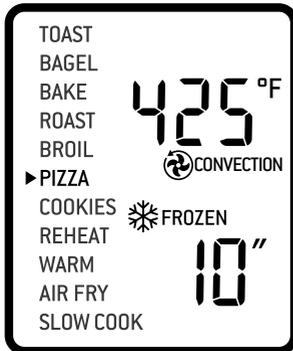 TOAST
BAGEL
BAKE
ROAST
BROIL
PIZZA
COOKIES
REHEAT
WARM
AIR FRY
SLOW COOK
425°F
CONVECTION
FROZEN
10"